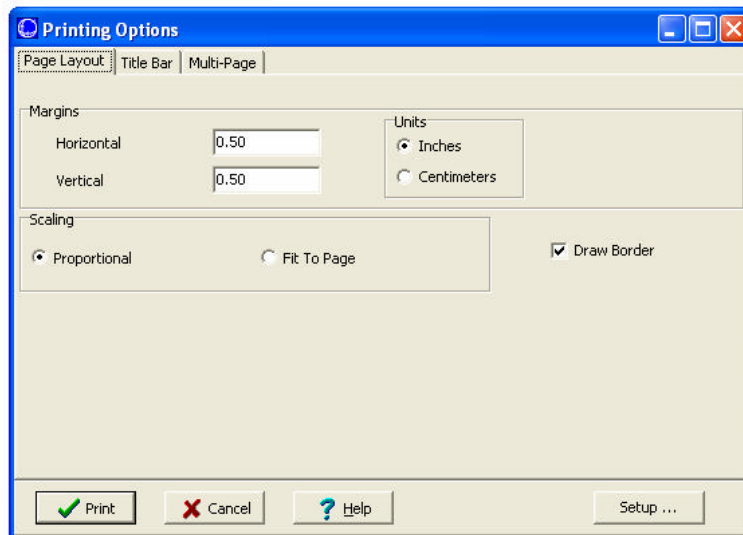 Printing Options
Page Layout Title Bar Multi-Page
Margins
Units
Horizontal 0.50 Inches
Vertical 0.50 Centimeters
Scaling
Proportional Fit To Page Draw Border
Print Cancel Help Setup ...